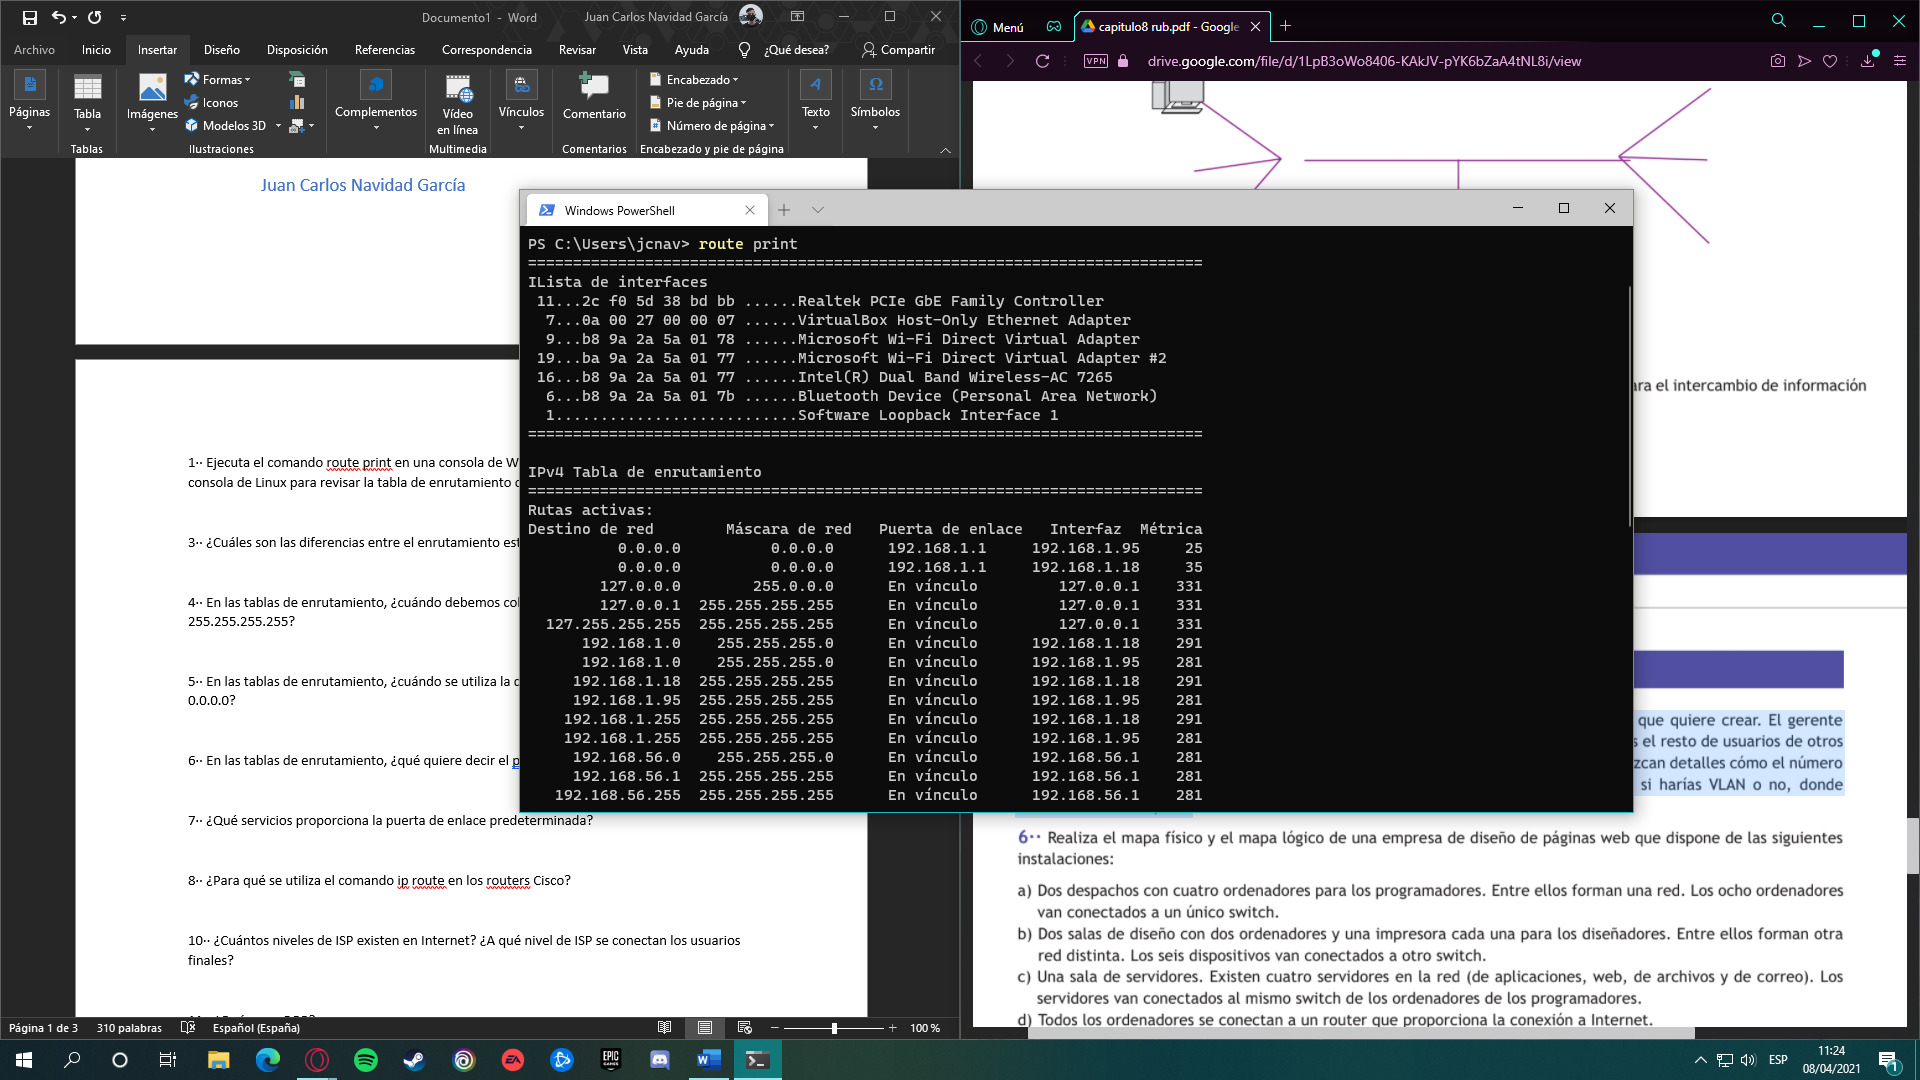 Documento1 - Word
Juan Carlos Navidad García
Archivo Inicio Insertar Diseño Disposición Referencias Correspondencia Revisar Vista Ayuda ¿Qué desea? Compartir
Páginas
Tabla
Tablas
Imágenes
Formas
Iconos
Modelos 3D
Ilustraciones
Complementos
Vídeo
en línea
Multimedia
Vínculos
Comentario
Comentarios
Encabezado
Pie de página
Número de página
Encabezado y pie de página
Texto
Símbolos
Juan Carlos Navidad García
1·· Ejecuta el comando route print en una consola de W
consola de Linux para revisar la tabla de enrutamiento
3·· ¿Cuáles son las diferencias entre el enrutamiento est
4·· En las tablas de enrutamiento, ¿cuándo debemos col
255.255.255.255?
5·· En las tablas de enrutamiento, ¿cuándo se utiliza la
0.0.0.0?
6·· En las tablas de enrutamiento, ¿qué quiere decir el p
7·· ¿Qué servicios proporciona la puerta de enlace predeterminada?
8·· ¿Para qué se utiliza el comando ip route en los routers Cisco?
10·· ¿Cuántos niveles de ISP existen en Internet? ¿A qué nivel de ISP se conectan los usuarios
finales?
Página 1 de 3 310 palabras Español (España) 100 %
Windows PowerShell
PS C:\Users\jcnav> route print
===========================================================================
ILista de interfaces
11...2c f0 5d 38 bd bb ......Realtek PCIe GbE Family Controller
7...0a 00 27 00 00 07 ......VirtualBox Host-Only Ethernet Adapter
9...b8 9a 2a 5a 01 78 ......Microsoft Wi-Fi Direct Virtual Adapter
19...ba 9a 2a 5a 01 77 ......Microsoft Wi-Fi Direct Virtual Adapter #2
16...b8 9a 2a 5a 01 77 ......Intel(R) Dual Band Wireless-AC 7265
6...b8 9a 2a 5a 01 7b ......Bluetooth Device (Personal Area Network)
1...........................Software Loopback Interface 1
===========================================================================
IPv4 Tabla de enrutamiento
===========================================================================
Rutas activas:
Destino de red Máscara de red Puerta de enlace Interfaz Métrica
0.0.0.0 0.0.0.0 192.168.1.1 192.168.1.95 25
0.0.0.0 0.0.0.0 192.168.1.1 192.168.1.18 35
127.0.0.0 255.0.0.0 En vínculo 127.0.0.1 331
127.0.0.1 255.255.255.255 En vínculo 127.0.0.1 331
127.255.255.255 255.255.255.255 En vínculo 127.0.0.1 331
192.168.1.0 255.255.255.0 En vínculo 192.168.1.18 291
192.168.1.0 255.255.255.0 En vínculo 192.168.1.95 281
192.168.1.18 255.255.255.255 En vínculo 192.168.1.18 291
192.168.1.95 255.255.255.255 En vínculo 192.168.1.95 281
192.168.1.255 255.255.255.255 En vínculo 192.168.1.18 291
192.168.1.255 255.255.255.255 En vínculo 192.168.1.95 281
192.168.56.0 255.255.255.0 En vínculo 192.168.56.1 281
192.168.56.1 255.255.255.255 En vínculo 192.168.56.1 281
192.168.56.255 255.255.255.255 En vínculo 192.168.56.1 281
Menú
capitulo8 rub.pdf - Google
VPN drive.google.com/file/d/1LpB3oWo8406-KAkJV-pYK6bZaA4tNL8i/view
ara el intercambio de información
que quiere crear. El gerente
s el resto de usuarios de otros
zcan detalles cómo el número
si harías VLAN o no, donde
6·· Realiza el mapa físico y el mapa lógico de una empresa de diseño de páginas web que dispone de las siguientes
instalaciones:
a) Dos despachos con cuatro ordenadores para los programadores. Entre ellos forman una red. Los ocho ordenadores
van conectados a un único switch.
b) Dos salas de diseño con dos ordenadores y una impresora cada una para los diseñadores. Entre ellos forman otra
red distinta. Los seis dispositivos van conectados a otro switch.
c) Una sala de servidores. Existen cuatro servidores en la red (de aplicaciones, web, de archivos y de correo). Los
servidores van conectados al mismo switch de los ordenadores de los programadores.
d) Todos los ordenadores se conectan a un router que proporciona la conexión a Internet.
EA
EPIC GAMES
ESP
11:24
08/04/2021
1